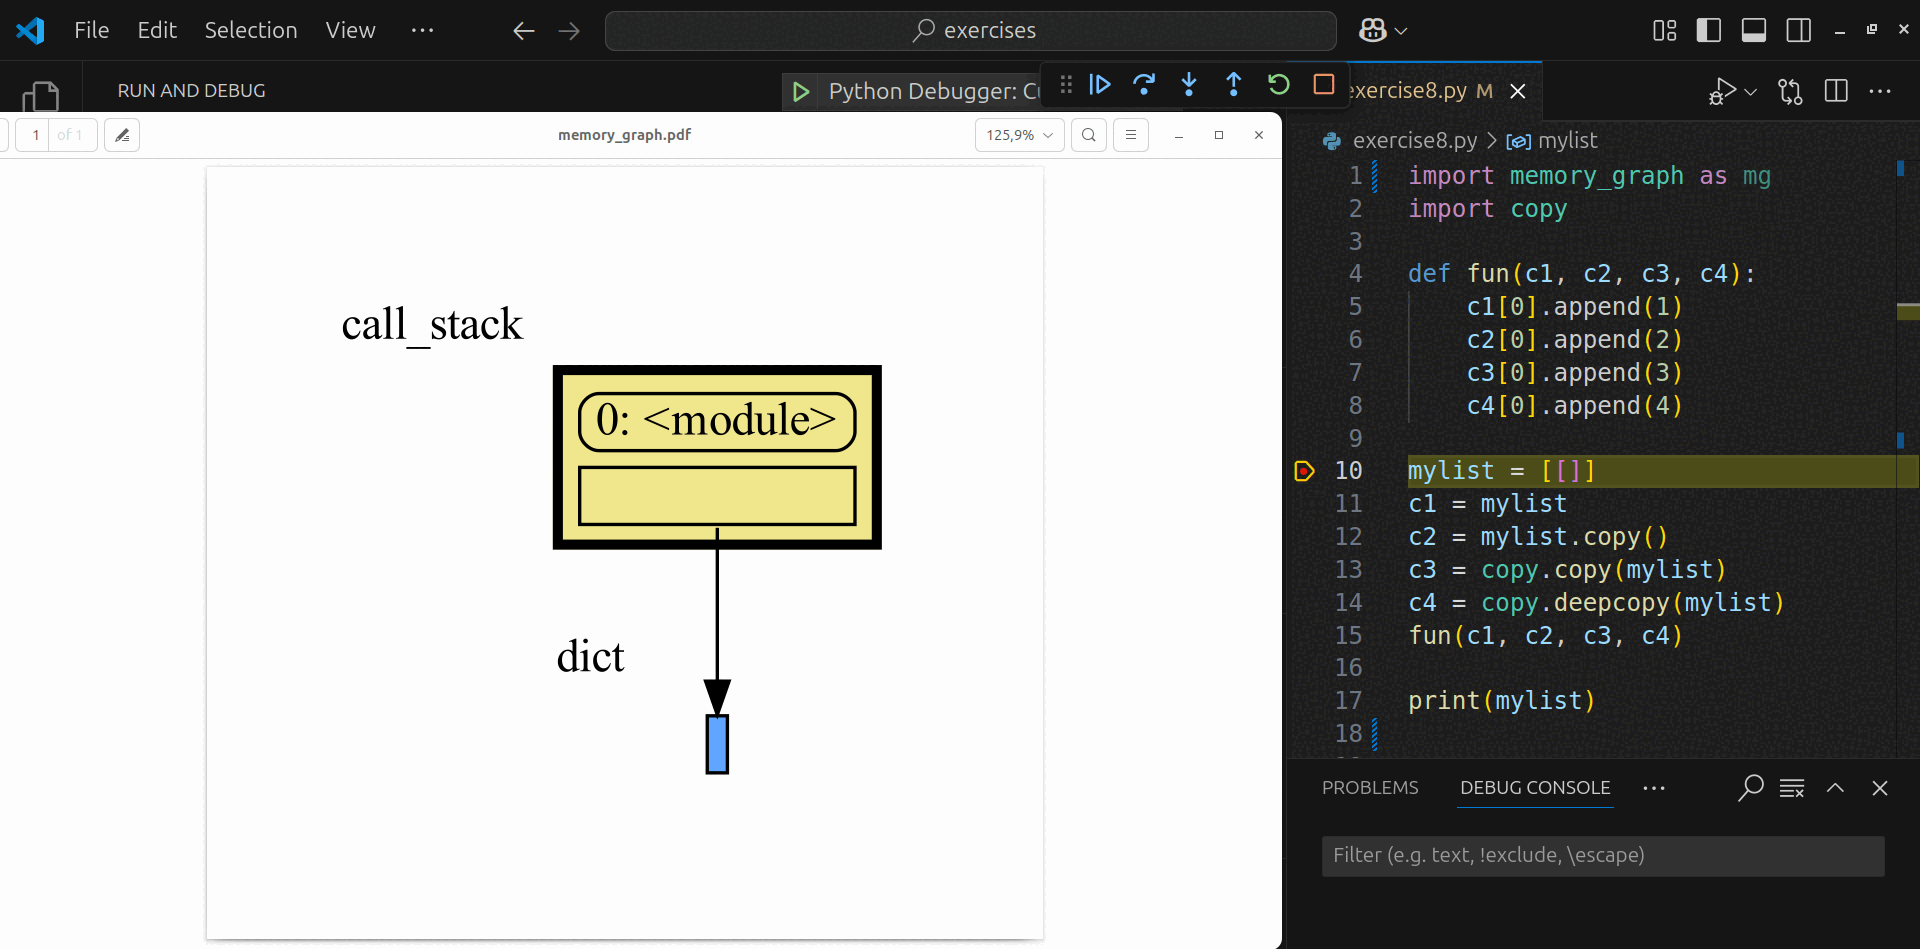 File Edit Selection View ··· exercises
RUN AND DEBUG
Python Debugger: C
exercise8.py M
1 of 1
memory_graph.pdf
125,9%
call_stack
0: <module>
dict
exercise8.py > mylist
1 import memory_graph as mg
2 import copy
3
4 def fun(c1, c2, c3, c4):
5     c1[0].append(1)
6     c2[0].append(2)
7     c3[0].append(3)
8     c4[0].append(4)
9
10 mylist = [[]]
11 c1 = mylist
12 c2 = mylist.copy()
13 c3 = copy.copy(mylist)
14 c4 = copy.deepcopy(mylist)
15 fun(c1, c2, c3, c4)
16
17 print(mylist)
18
PROBLEMS DEBUG CONSOLE ···
Filter (e.g. text, !exclude, \escape)